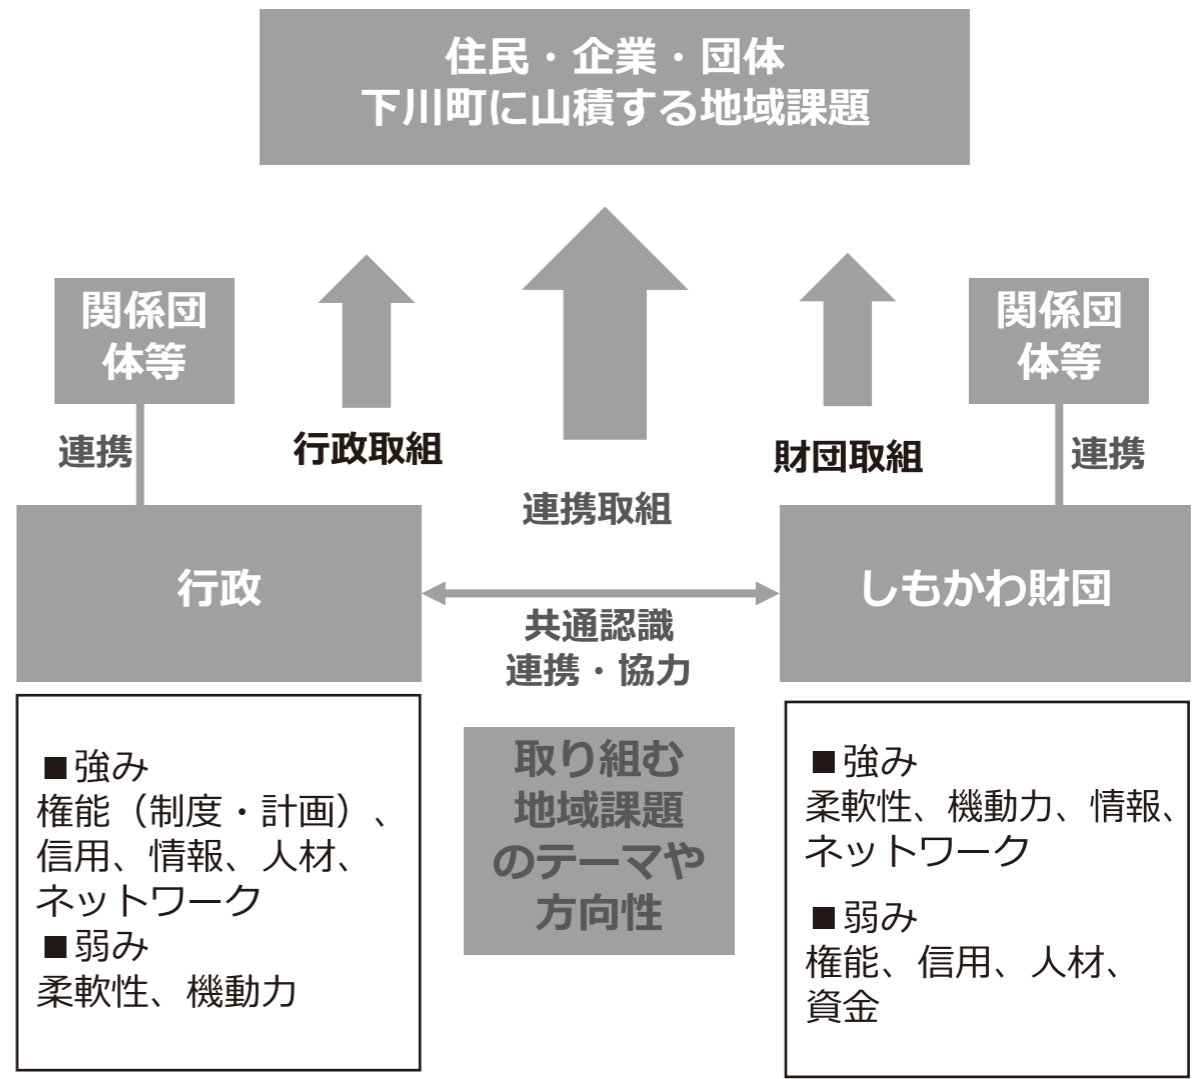 住民・企業・団体
下川町に山積する地域課題
関係団
体等
関係団
体等
連携
行政取組
財団取組
連携
連携取組
行政
しもかわ財団
共通認識
連携・協力
■強み
権能（制度・計画）、
信用、情報、人材、
ネットワーク
■弱み
柔軟性、機動力
取り組む
地域課題
のテーマや
方向性
■強み
柔軟性、機動力、情報、
ネットワーク
■弱み
権能、信用、人材、
資金